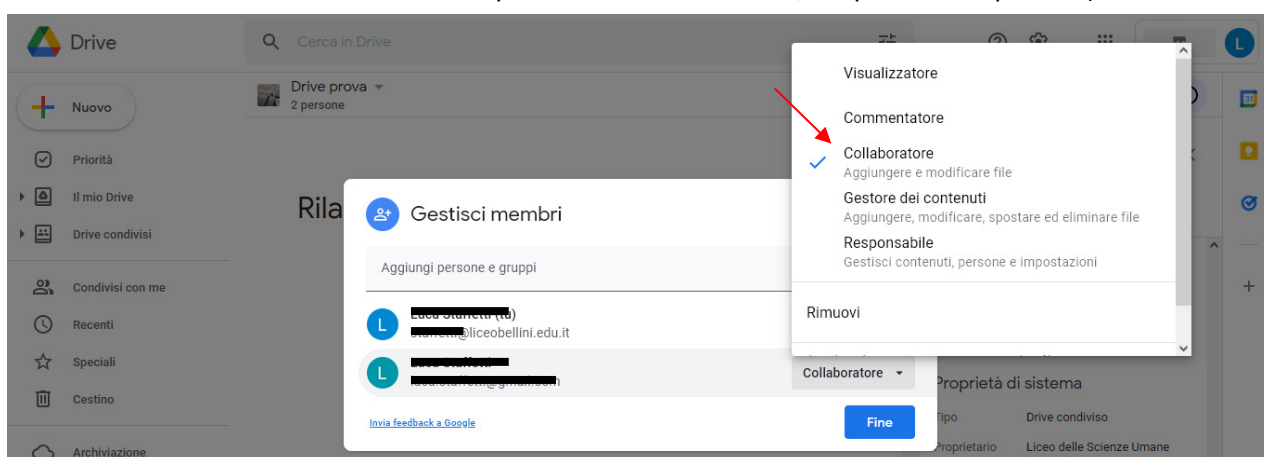 Drive
Cerca in Drive
Nuovo
Drive prova
2 persone
Priorità
Il mio Drive
Drive condivisi
Condivisi con me
Recenti
Speciali
Cestino
Archiviazione
Rila
Gestisci membri
Aggiungi persone e gruppi
L
(tu)
@liceobellini.edu.it
L
Collaboratore
Invia feedback a Google
Fine
Visualizzatore
Commentatore
Collaboratore
Aggiungere e modificare file
Gestore dei contenuti
Aggiungere, modificare, spostare ed eliminare file
Responsabile
Gestisci contenuti, persone e impostazioni
Rimuovi
L
31
Proprietà di sistema
Tipo Drive condiviso
Proprietario Liceo delle Scienze Umane